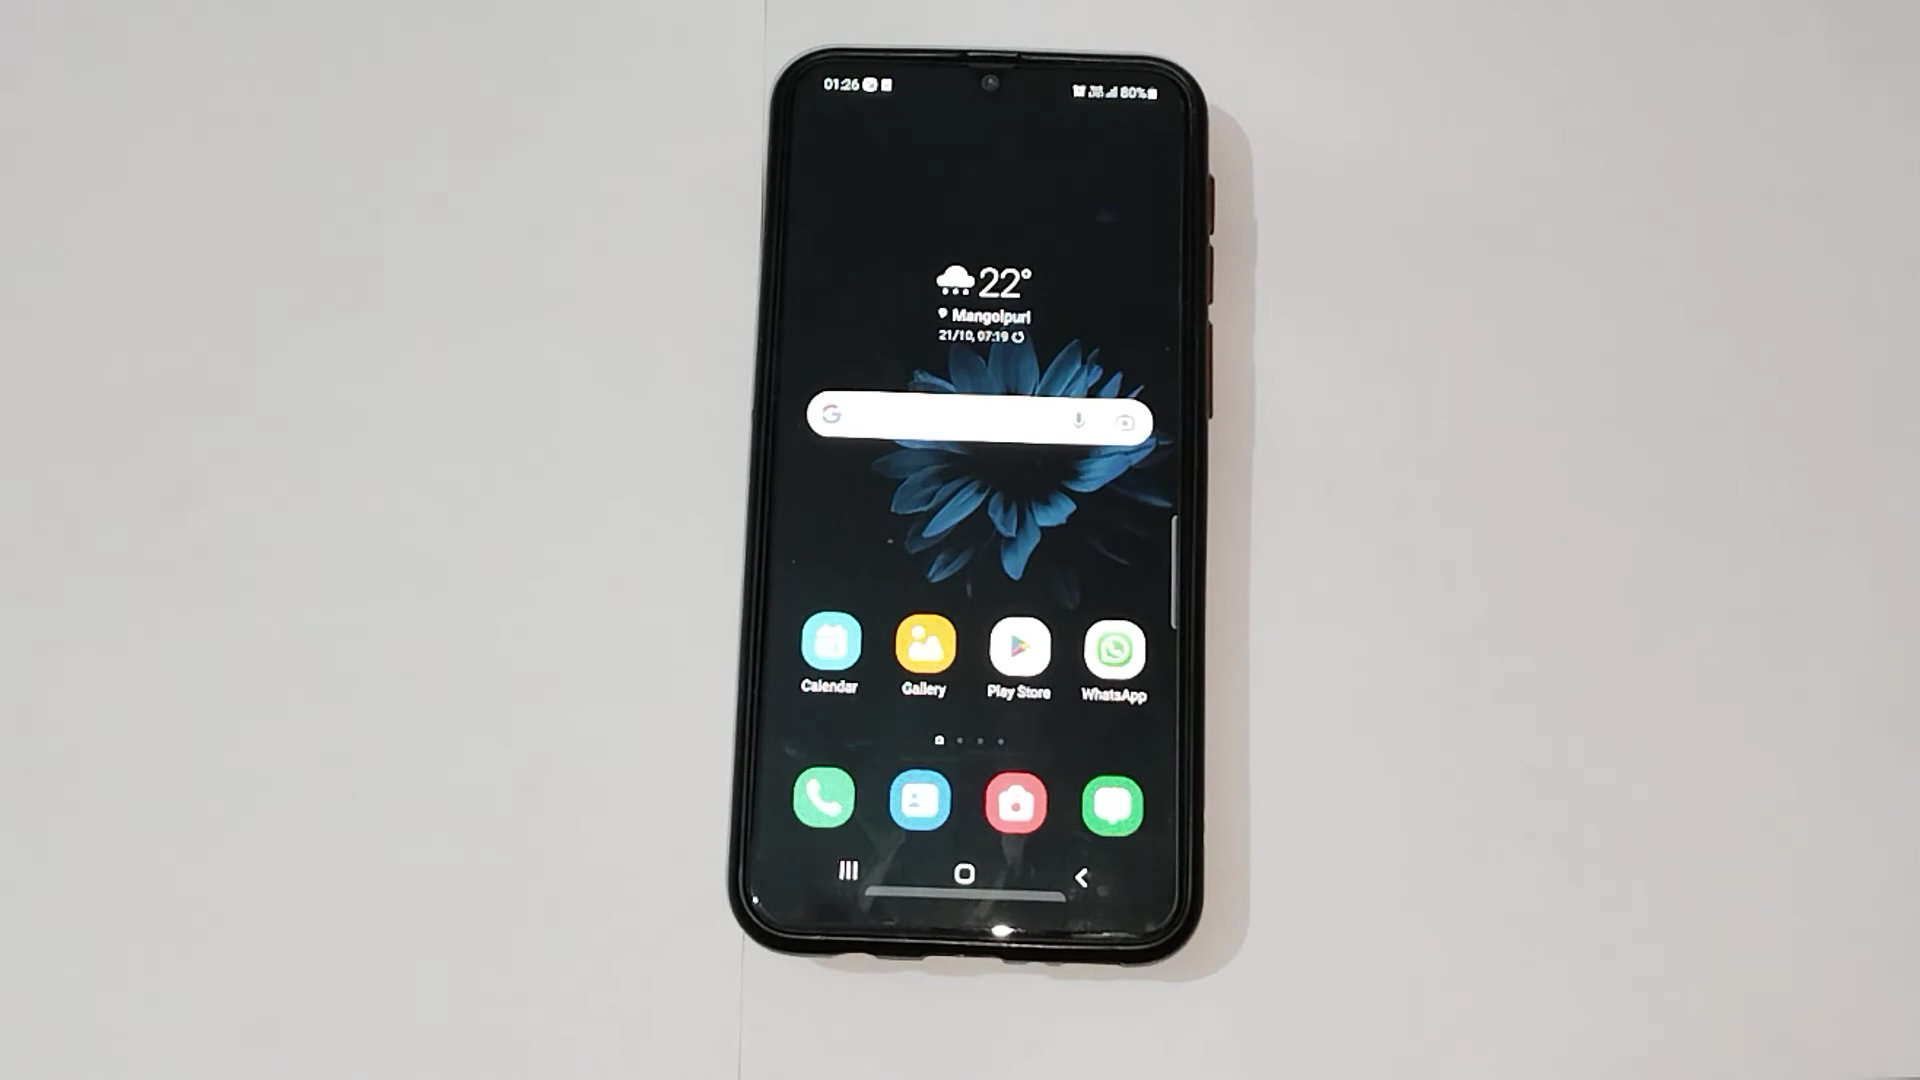 01:26
80%
22°
Mangolpuri
21/10, 07:19
G
Calendar
Gallery
Play Store
WhatsApp